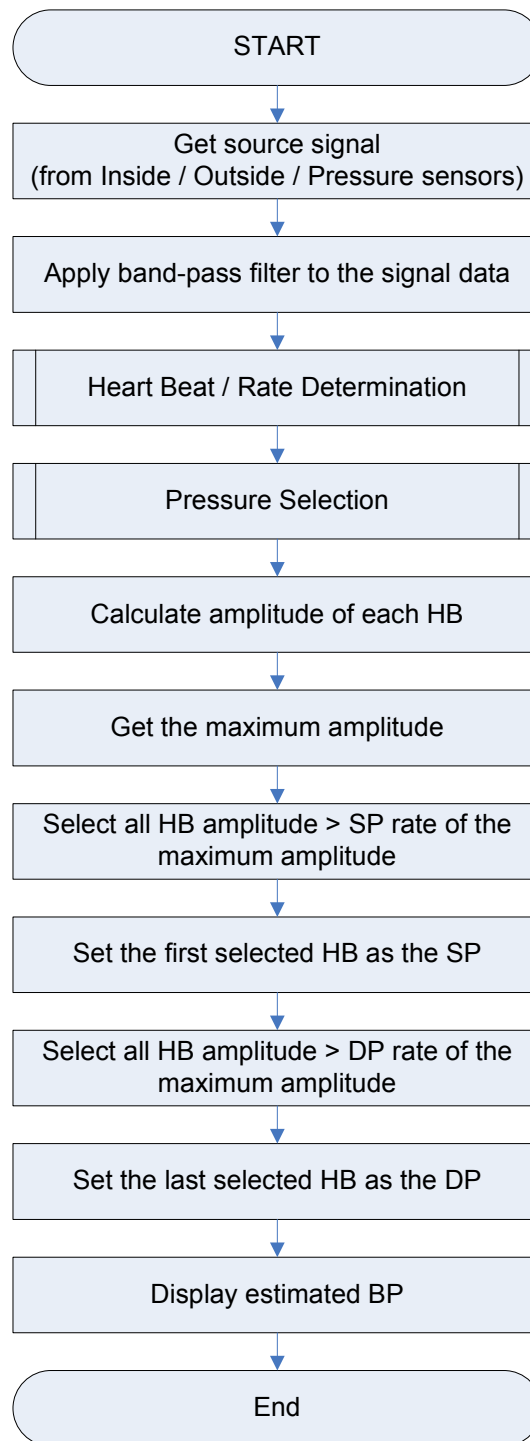 START
Get source signal
(from Inside / Outside / Pressure sensors)
Apply band-pass filter to the signal data
Heart Beat / Rate Determination
Pressure Selection
Calculate amplitude of each HB
Get the maximum amplitude
Select all HB amplitude > SP rate of the
maximum amplitude
Set the first selected HB as the SP
Select all HB amplitude > DP rate of the
maximum amplitude
Set the last selected HB as the DP
Display estimated BP
End